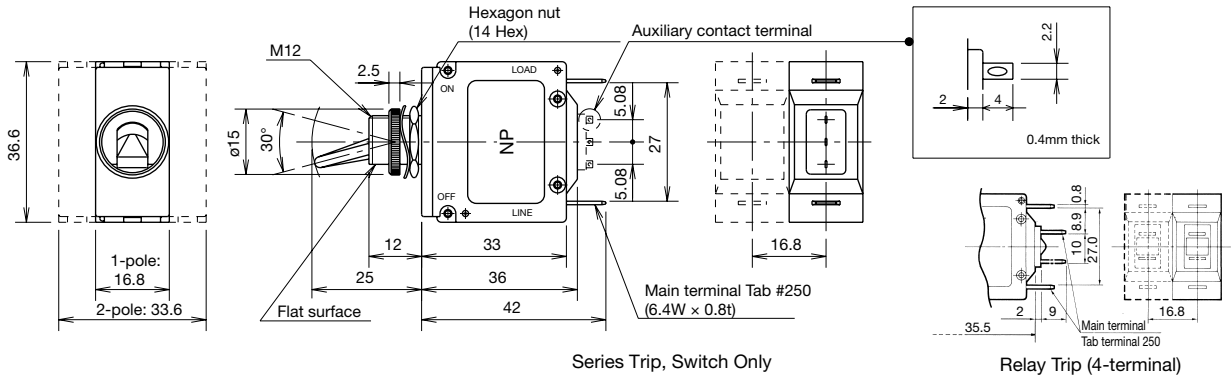 Hexagon nut
(14 Hex)
M12
2.5
ON
OFF
LOAD
LINE
NP
Auxiliary contact terminal
36.6
ø15
30°
5.08
5.08
27
12
33
25
36
42
1-pole:
16.8
2-pole: 33.6
Flat surface
Main terminal Tab #250
(6.4W × 0.8t)
16.8
2.2
2
4
0.4mm thick
0.8
8.9
10
27.0
2
9
35.5
Main terminal
Tab terminal 250
16.8
Series Trip, Switch Only
Relay Trip (4-terminal)